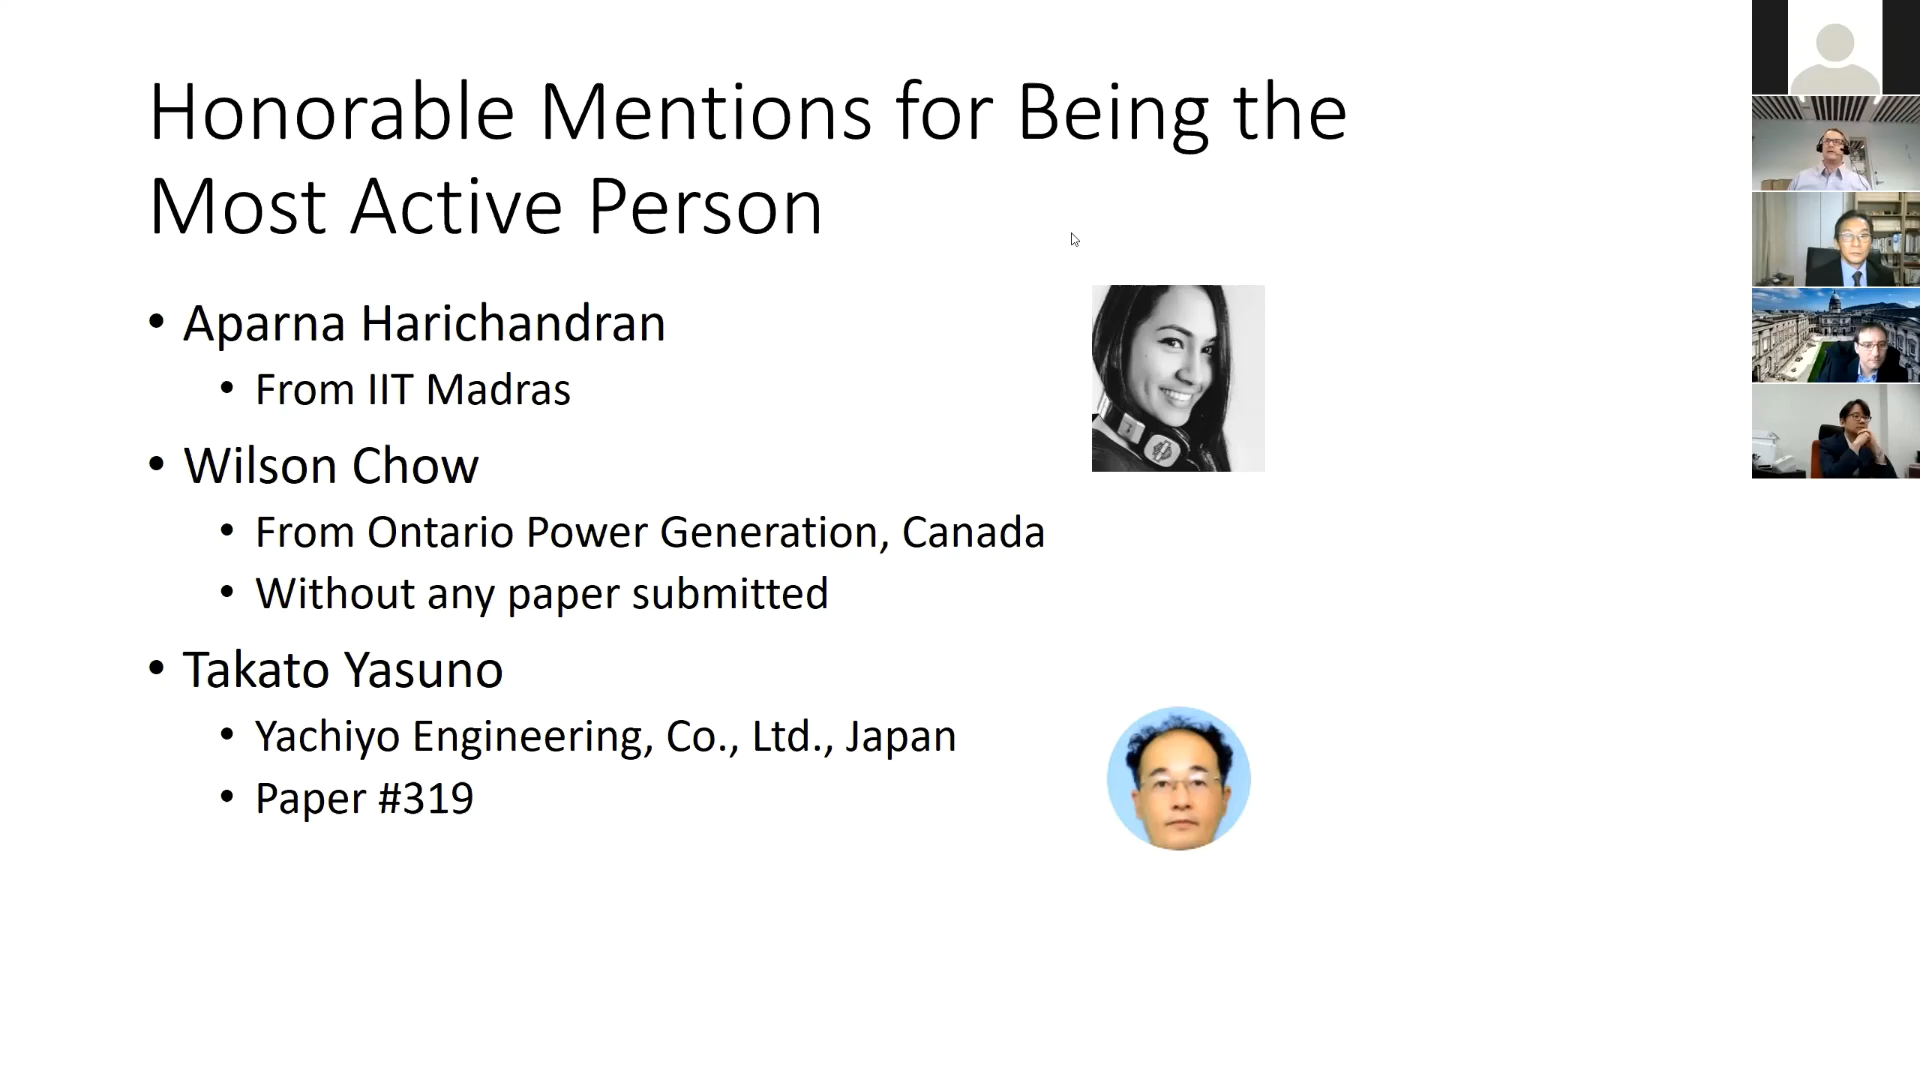 Honorable Mentions for Being the
Most Active Person
• Aparna Harichandran
• From IIT Madras
• Wilson Chow
• From Ontario Power Generation, Canada
• Without any paper submitted
• Takato Yasuno
• Yachiyo Engineering, Co., Ltd., Japan
• Paper #319